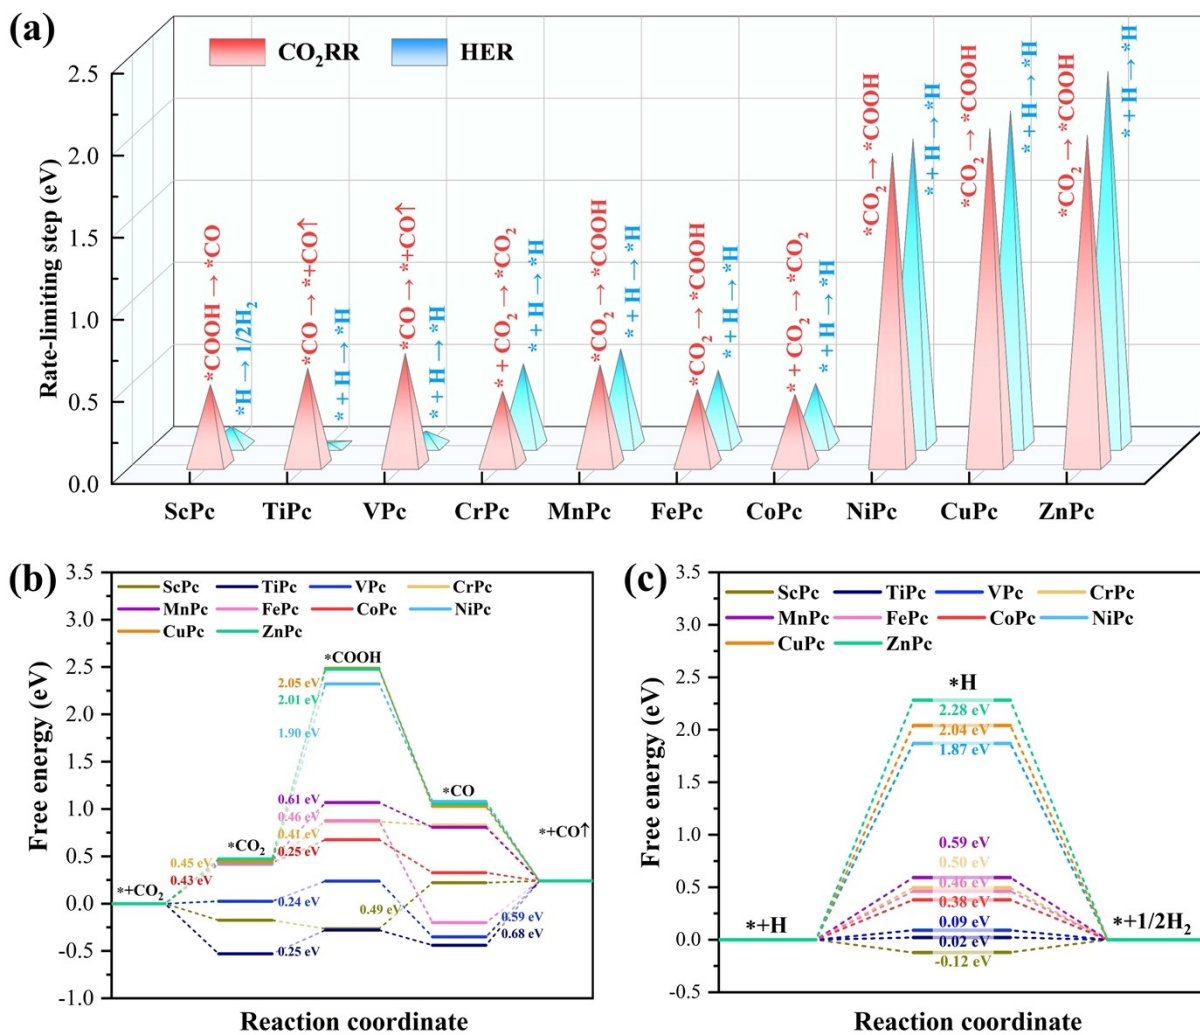 (a)
CO₂RR HER
Rate-limiting step (eV)
2.5
2.0
1.5
1.0
0.5
0.0
*COOH→*CO
*H→1/2H₂
*CO→*+CO↑
*+H→*H
*CO→*+CO↑
*+H→*H
*+CO₂→*CO₂
*+H→*H
*CO₂→*COOH
*+H→*H
*CO₂→*COOH
*+H→*H
*+CO₂→*CO₂
*+H→*H
*CO₂→*COOH
*+H→*H
*CO₂→*COOH
*+H→*H
*CO₂→*COOH
*+H→*H
ScPc TiPc VPc CrPc MnPc FePc CoPc NiPc CuPc ZnPc
(b)
Free energy (eV)
3.5
3.0
2.5
2.0
1.5
1.0
0.5
0.0
-0.5
-1.0
ScPc TiPc VPc CrPc
MnPc FePc CoPc NiPc
CuPc ZnPc
*COOH
2.05 eV
2.01 eV
1.90 eV
*CO
0.61 eV
0.46 eV
*+CO↑
0.41 eV
*CO₂
0.25 eV
0.45 eV
0.43 eV
*+CO₂
0.24 eV
0.49 eV
0.59 eV
0.68 eV
0.25 eV
Reaction coordinate
(c)
Free energy (eV)
3.5
3.0
2.5
2.0
1.5
1.0
0.5
0.0
-0.5
ScPc TiPc VPc CrPc
MnPc FePc CoPc NiPc
CuPc ZnPc
*H
2.28 eV
2.04 eV
1.87 eV
0.59 eV
0.50 eV
0.46 eV
0.38 eV
*+H
*+1/2H₂
0.09 eV
0.02 eV
-0.12 eV
Reaction coordinate